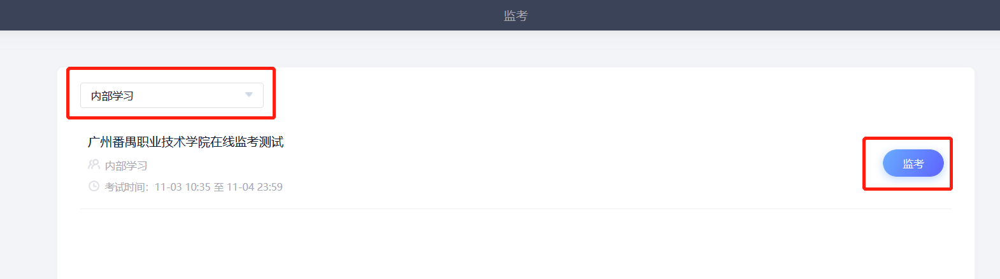 监考
内部学习
广州番禺职业技术学院在线监考测试
内部学习
监考
考试时间：11-03 10:35 至 11-04 23:59